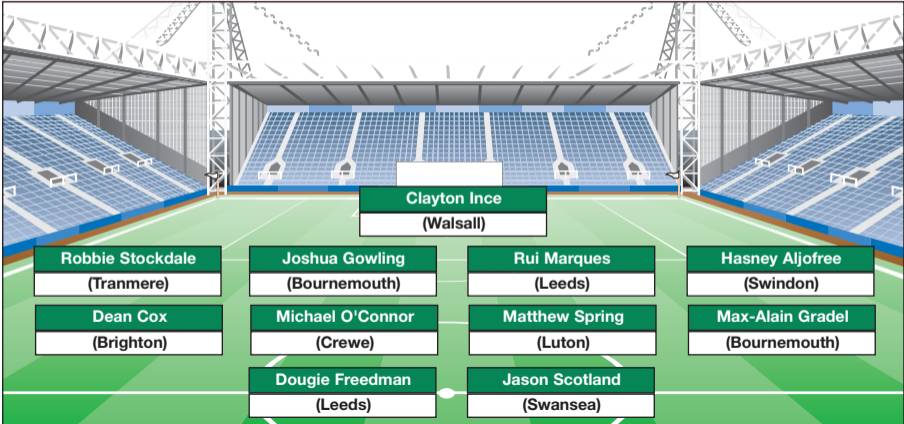 Clayton Ince
(Walsall)
Robbie Stockdale
(Tranmere)
Joshua Gowling
(Bournemouth)
Rui Marques
(Leeds)
Hasney Aljofree
(Swindon)
Dean Cox
(Brighton)
Michael O'Connor
(Crewe)
Matthew Spring
(Luton)
Max-Alain Gradel
(Bournemouth)
Dougie Freedman
(Leeds)
Jason Scotland
(Swansea)